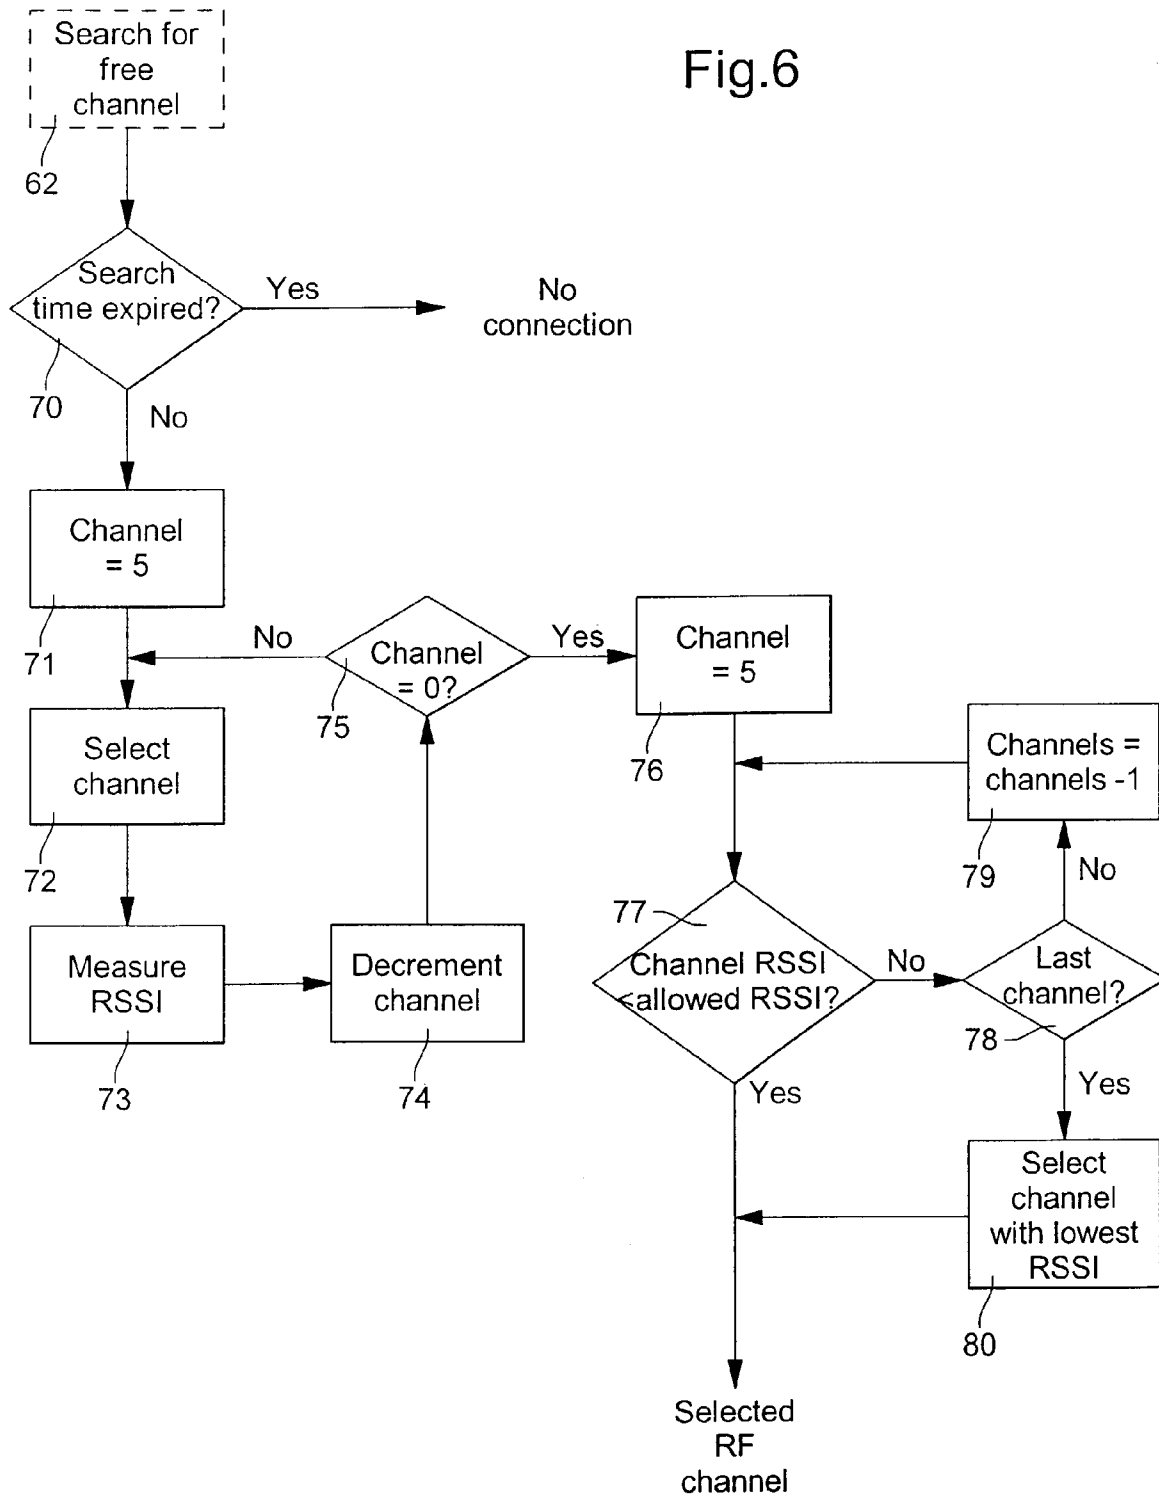 Fig.6
Search for
free
channel
62
Search
time expired?
Yes
No
connection
70
No
Channel
= 5
71
No
Channel
= 0?
75
Yes
Channel
= 5
76
Select
channel
72
Measure
RSSI
73
Decrement
channel
74
Channels =
channels -1
79
No
77
Channel RSSI
<allowed RSSI?
No
Last
channel?
78
Yes
Yes
Select
channel
with lowest
RSSI
80
Selected
RF
channel